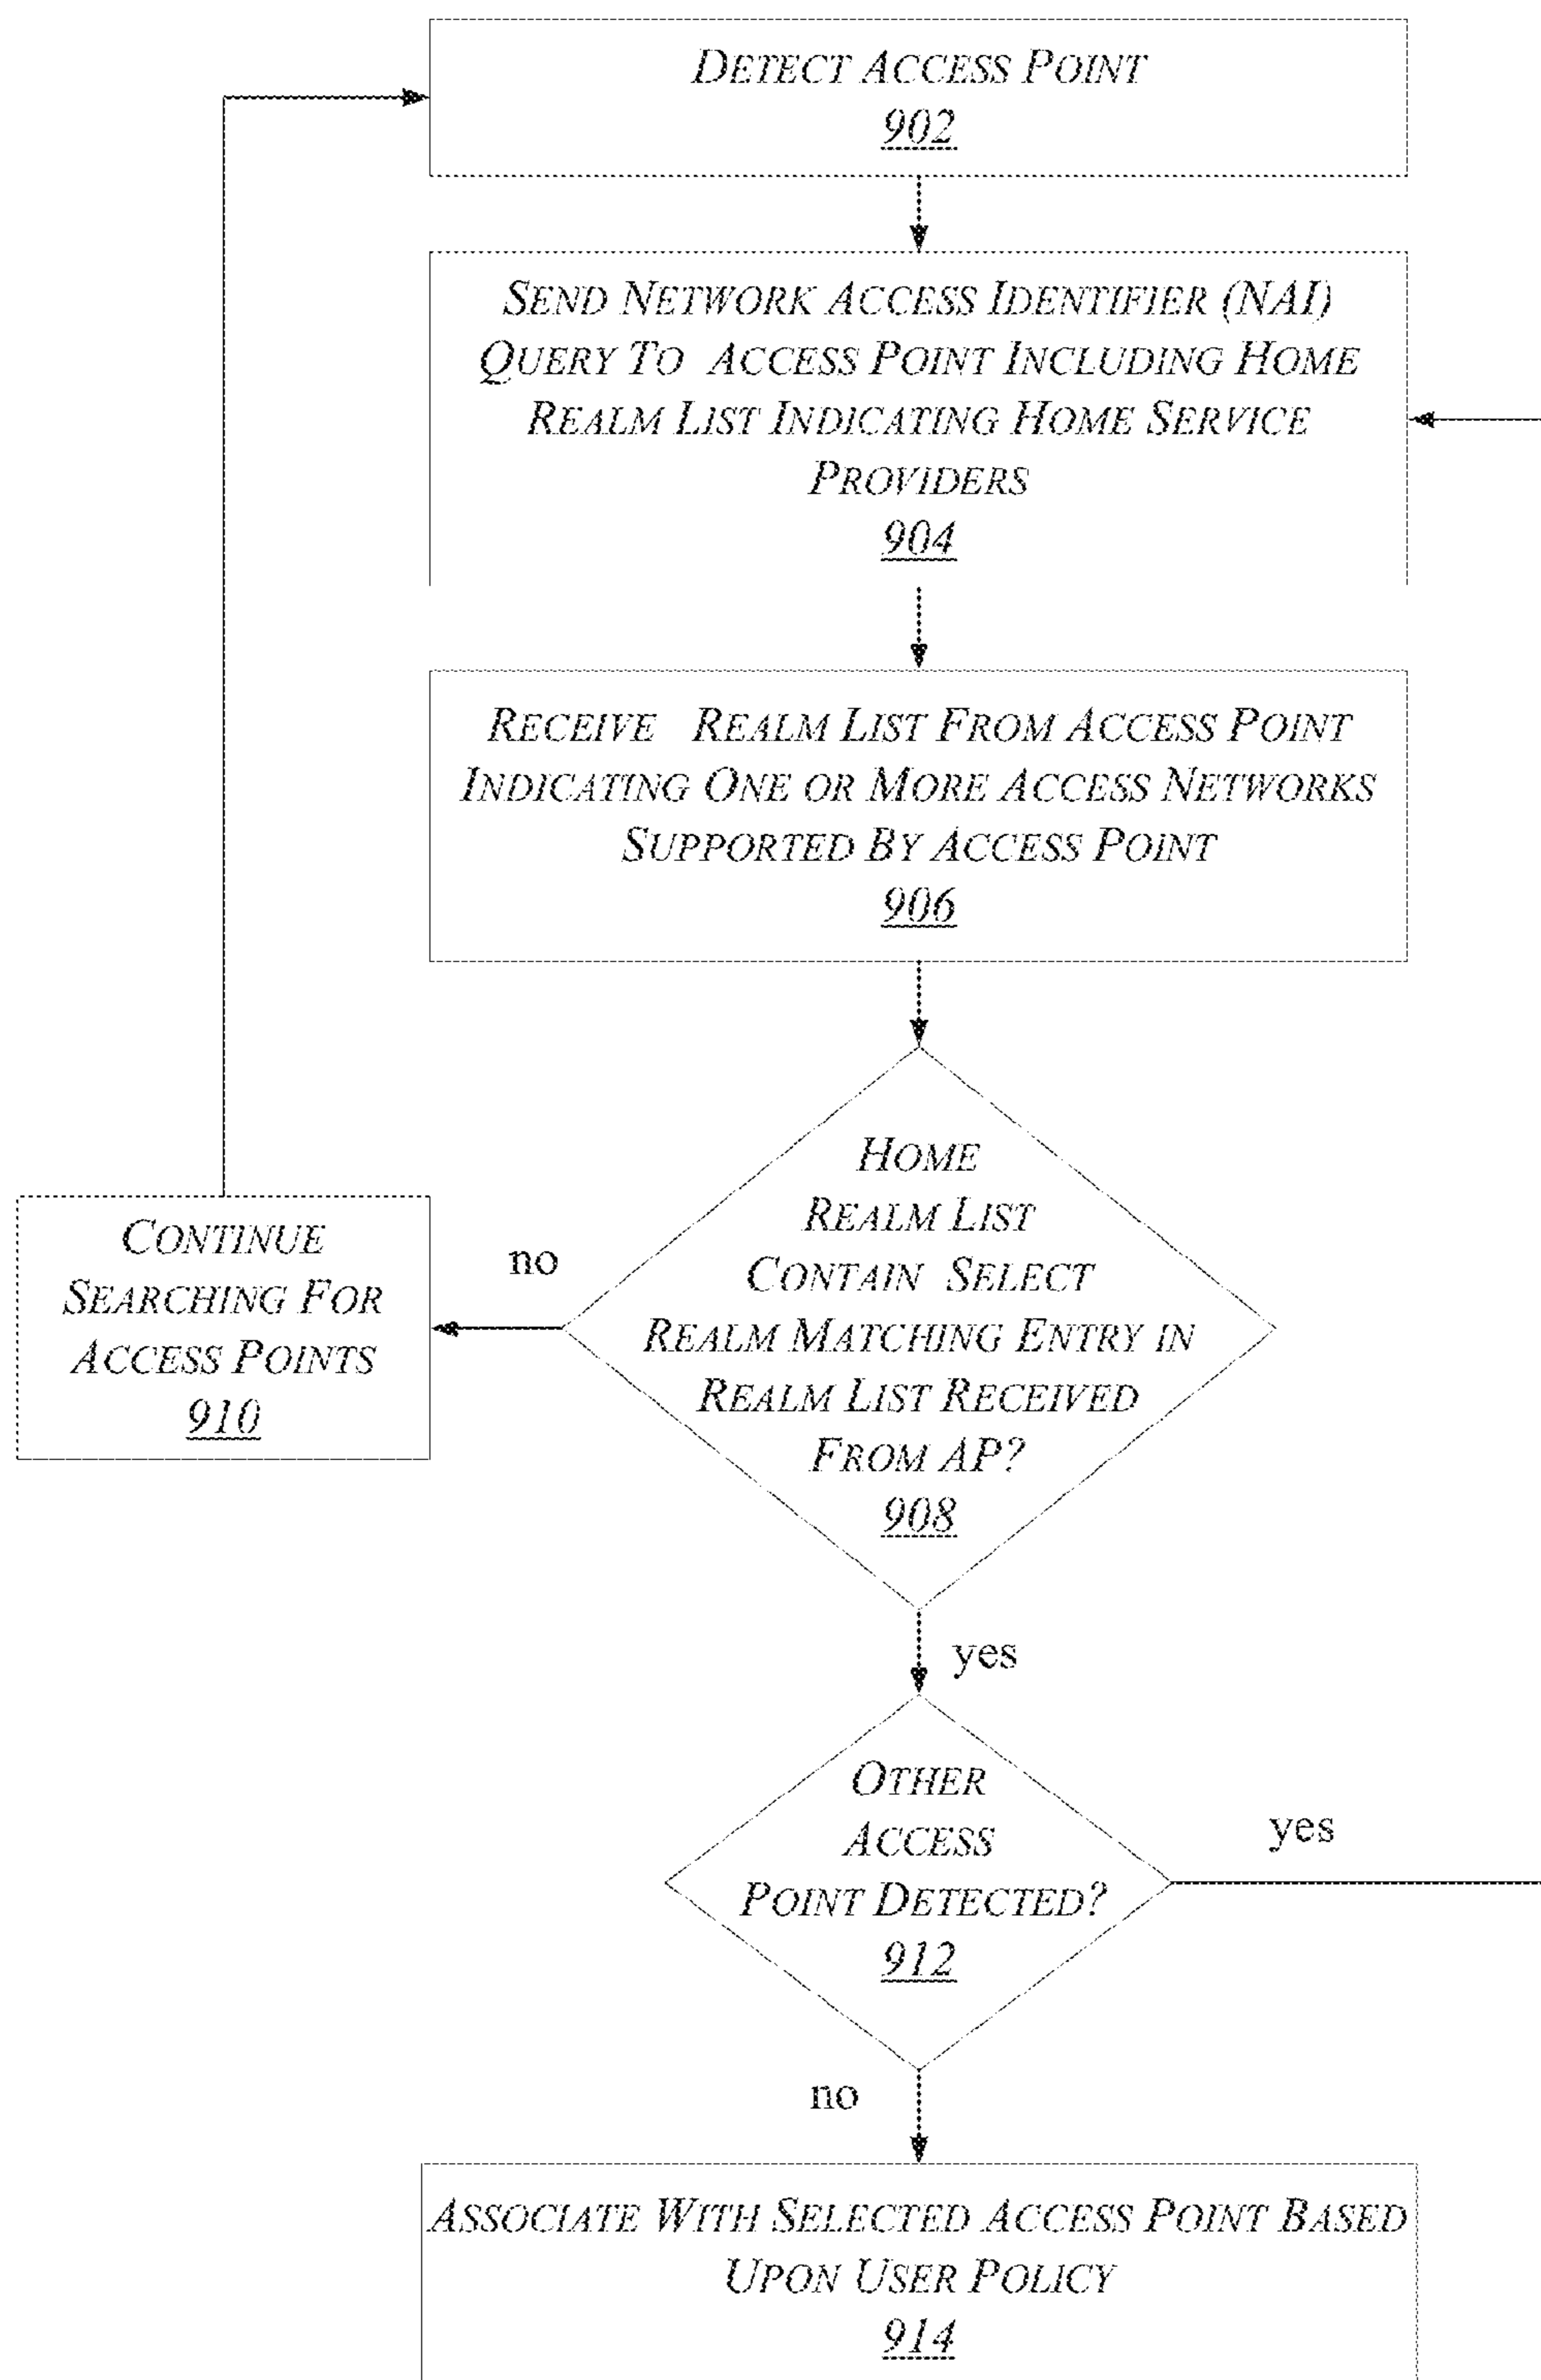 DETECT ACCESS POINT
902
SEND NETWORK ACCESS IDENTIFIER (NAI)
QUERY TO ACCESS POINT INCLUDING HOME
REALM LIST INDICATING HOME SERVICE
PROVIDERS
904
RECEIVE REALM LIST FROM ACCESS POINT
INDICATING ONE OR MORE ACCESS NETWORKS
SUPPORTED BY ACCESS POINT
906
HOME
REALM LIST
CONTAIN SELECT
REALM MATCHING ENTRY IN
REALM LIST RECEIVED
FROM AP?
908
no
CONTINUE
SEARCHING FOR
ACCESS POINTS
910
yes
OTHER
ACCESS
POINT DETECTED?
912
yes
no
ASSOCIATE WITH SELECTED ACCESS POINT BASED
UPON USER POLICY
914